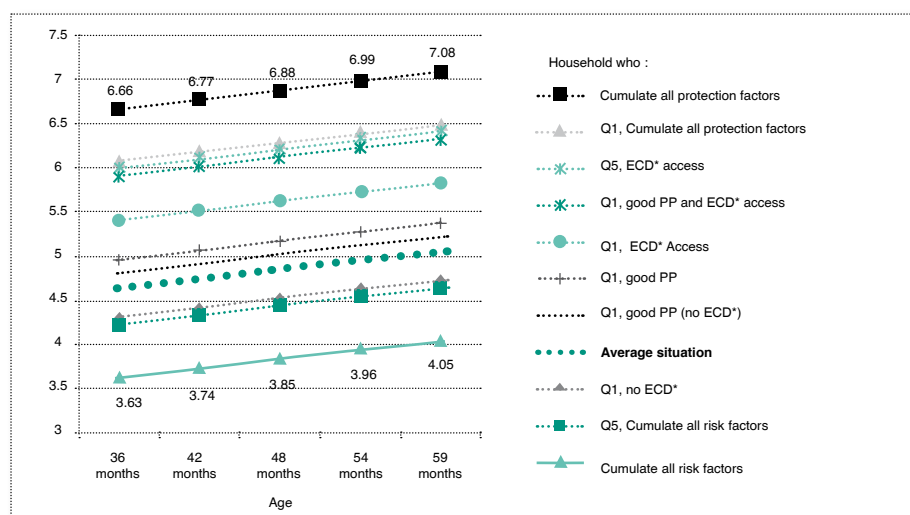 7.5
7
6.5
6
5.5
5
4.5
4
3.5
3
6.66
6.77
6.88
6.99
7.08
3.63
3.74
3.85
3.96
4.05
36 months
42 months
48 months
54 months
59 months
Age
Household who :
Cumulate all protection factors
Q1, Cumulate all protection factors
Q5, ECD* access
Q1, good PP and ECD* access
Q1, ECD* Access
Q1, good PP
Q1, good PP (no ECD*)
Average situation
Q1, no ECD*
Q5, Cumulate all risk factors
Cumulate all risk factors